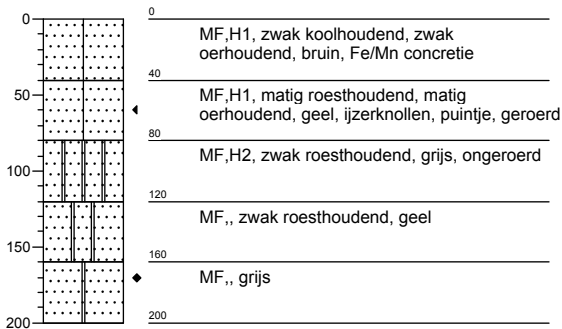 0
0
MF,H1, zwak koolhoudend, zwak
oerhoudend, bruin, Fe/Mn concretie
40
50
MF,H1, matig roesthoudend, matig
oerhoudend, geel, ijzerknollen, puintje, geroerd
80
MF,H2, zwak roesthoudend, grijs, ongeroerd
100
120
MF,, zwak roesthoudend, geel
150
160
MF,, grijs
200
200